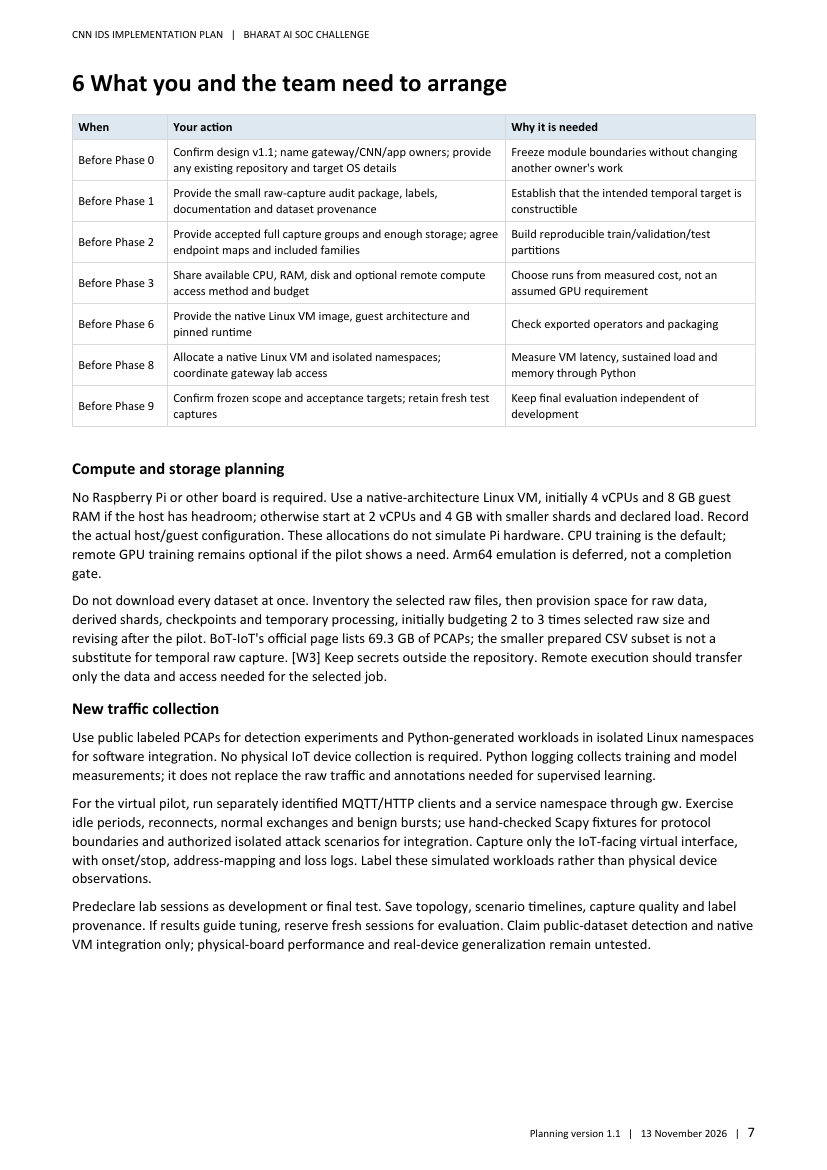 CNN IDS IMPLEMENTATION PLAN | BHARAT AI SOC CHALLENGE
6 What you and the team need to arrange
When Your action Why it is needed
Before Phase 0 Confirm design v1.1; name gateway/CNN/app owners; provide any existing repository and target OS details Freeze module boundaries without changing another owner's work
Before Phase 1 Provide the small raw-capture audit package, labels, documentation and dataset provenance Establish that the intended temporal target is constructible
Before Phase 2 Provide accepted full capture groups and enough storage; agree endpoint maps and included families Build reproducible train/validation/test partitions
Before Phase 3 Share available CPU, RAM, disk and optional remote compute access method and budget Choose runs from measured cost, not an assumed GPU requirement
Before Phase 6 Provide the native Linux VM image, guest architecture and pinned runtime Check exported operators and packaging
Before Phase 8 Allocate a native Linux VM and isolated namespaces; coordinate gateway lab access Measure VM latency, sustained load and memory through Python
Before Phase 9 Confirm frozen scope and acceptance targets; retain fresh test captures Keep final evaluation independent of development
Compute and storage planning
No Raspberry Pi or other board is required. Use a native-architecture Linux VM, initially 4 vCPUs and 8 GB guest
RAM if the host has headroom; otherwise start at 2 vCPUs and 4 GB with smaller shards and declared load. Record
the actual host/guest configuration. These allocations do not simulate Pi hardware. CPU training is the default;
remote GPU training remains optional if the pilot shows a need. Arm64 emulation is deferred, not a completion
gate.
Do not download every dataset at once. Inventory the selected raw files, then provision space for raw data,
derived shards, checkpoints and temporary processing, initially budgeting 2 to 3 times selected raw size and
revising after the pilot. BoT-IoT's official page lists 69.3 GB of PCAPs; the smaller prepared CSV subset is not a
substitute for temporal raw capture. [W3] Keep secrets outside the repository. Remote execution should transfer
only the data and access needed for the selected job.
New traffic collection
Use public labeled PCAPs for detection experiments and Python-generated workloads in isolated Linux namespaces
for software integration. No physical IoT device collection is required. Python logging collects training and model
measurements; it does not replace the raw traffic and annotations needed for supervised learning.
For the virtual pilot, run separately identified MQTT/HTTP clients and a service namespace through gw. Exercise
idle periods, reconnects, normal exchanges and benign bursts; use hand-checked Scapy fixtures for protocol
boundaries and authorized isolated attack scenarios for integration. Capture only the IoT-facing virtual interface,
with onset/stop, address-mapping and loss logs. Label these simulated workloads rather than physical device
observations.
Predeclare lab sessions as development or final test. Save topology, scenario timelines, capture quality and label
provenance. If results guide tuning, reserve fresh sessions for evaluation. Claim public-dataset detection and native
VM integration only; physical-board performance and real-device generalization remain untested.
Planning version 1.1 | 13 November 2026 | 7